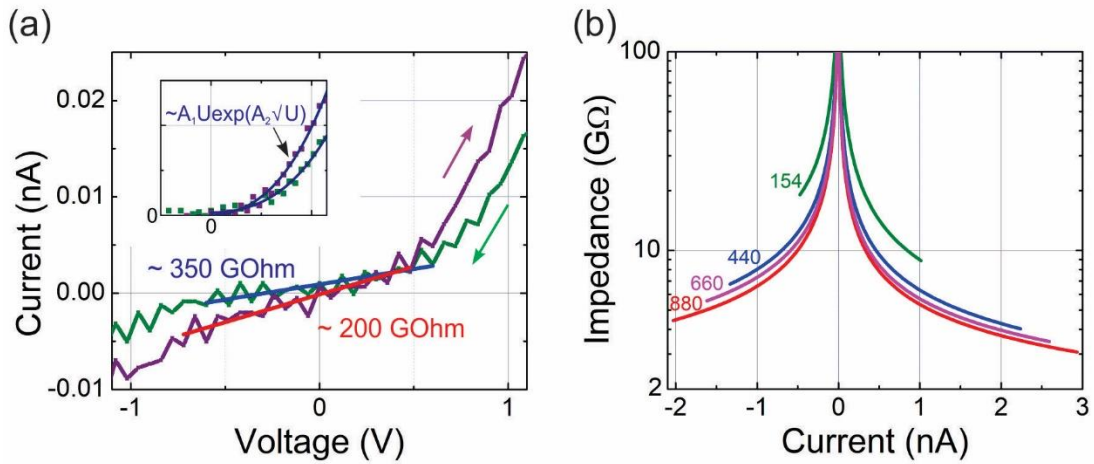 (a)
0.02
0.01
0.00
-0.01
Current (nA)
~A₁Uexp(A₂√U)
0
0
~ 350 GOhm
~ 200 GOhm
-1
0
1
Voltage (V)
(b)
100
10
2
Impedance (GΩ)
154
440
660
880
-2
-1
0
1
2
3
Current (nA)